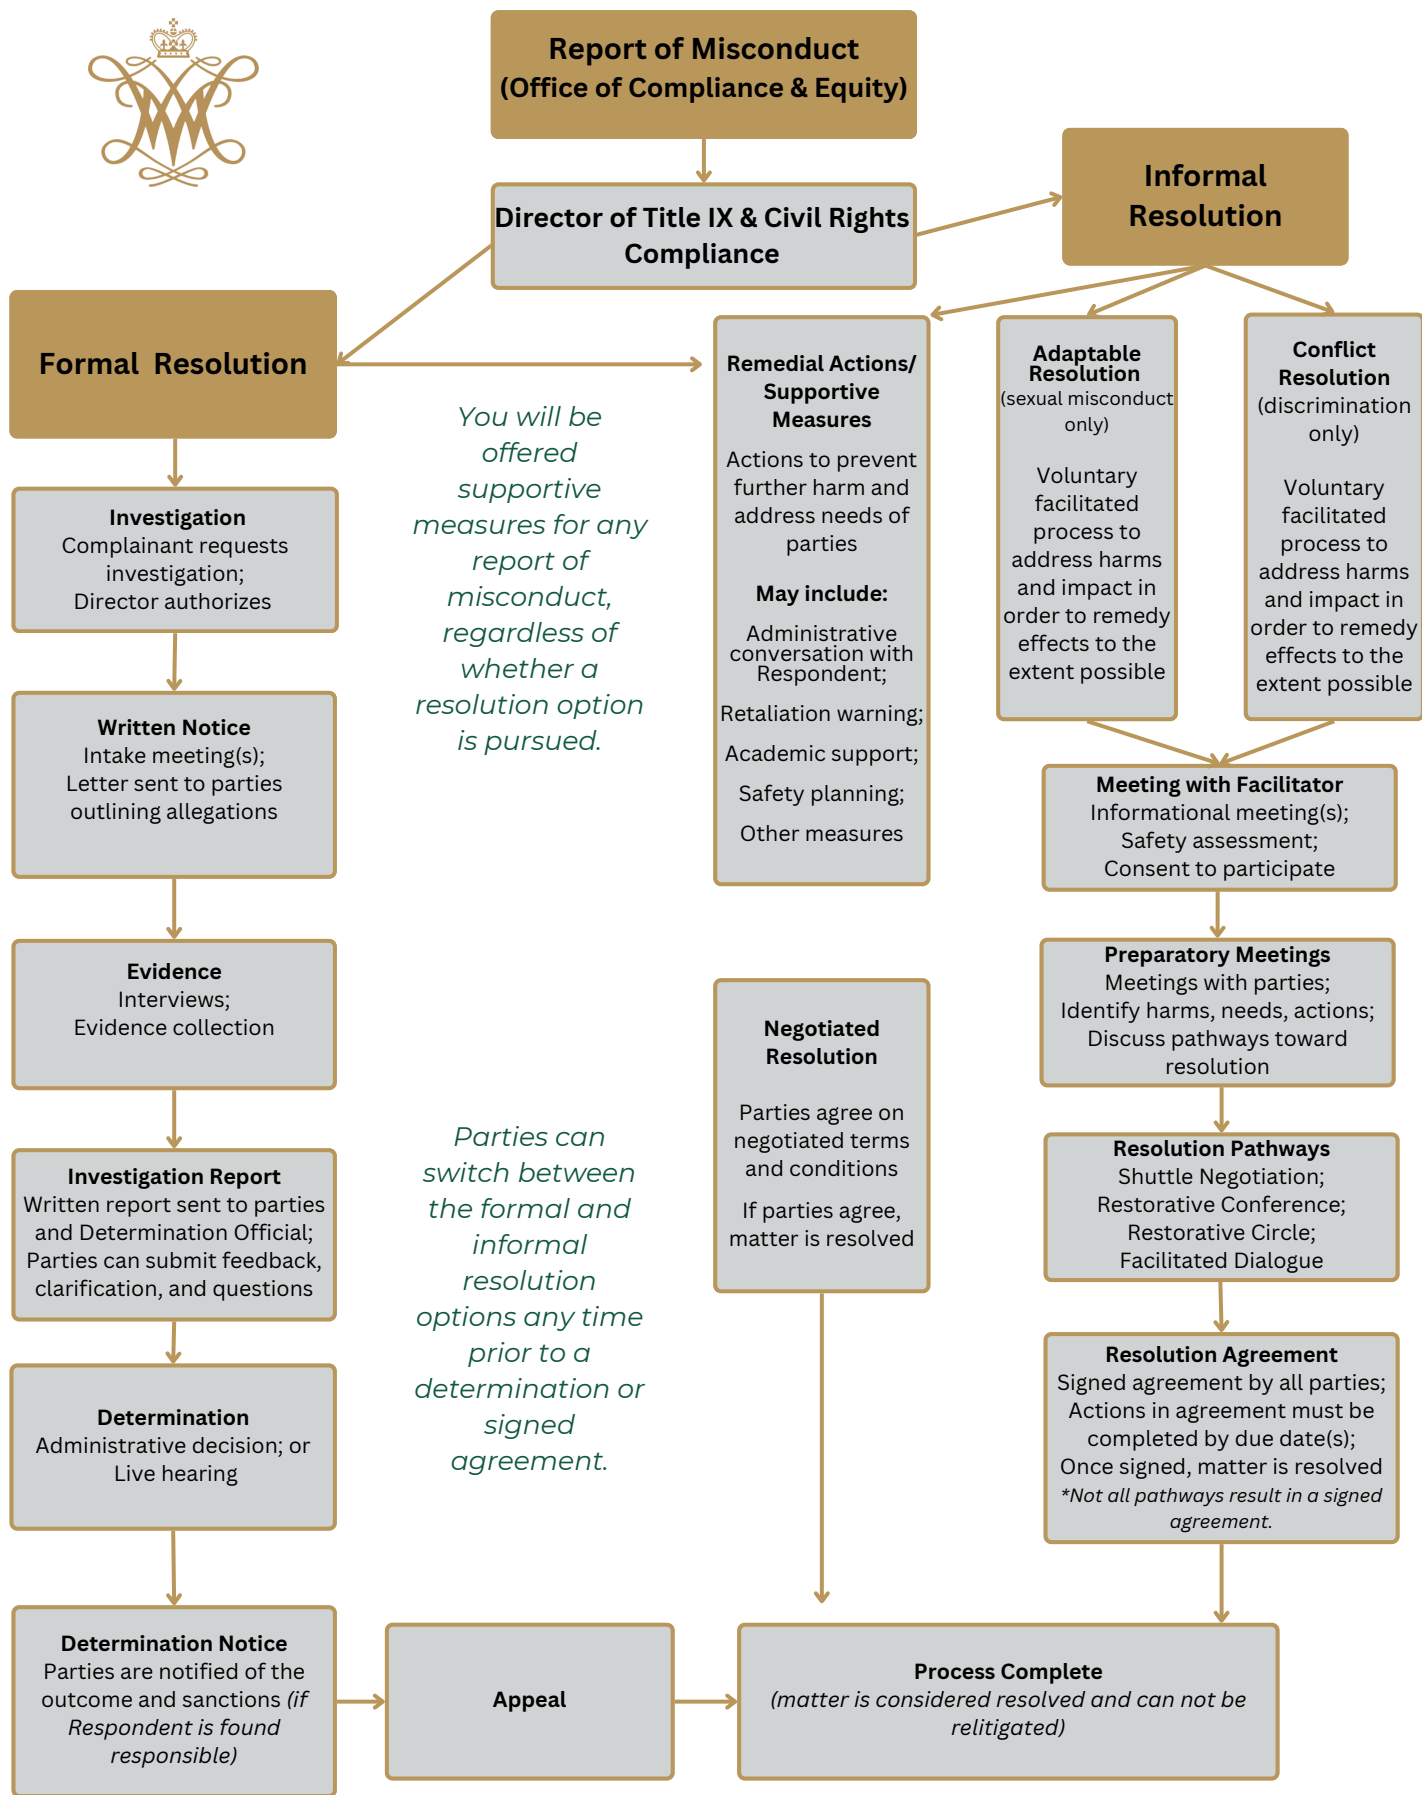 Report of Misconduct
(Office of Compliance & Equity)
Director of Title IX & Civil Rights
Compliance
Informal
Resolution
Formal Resolution
Investigation
Complainant requests
investigation;
Director authorizes
Written Notice
Intake meeting(s);
Letter sent to parties
outlining allegations
Evidence
Interviews;
Evidence collection
Investigation Report
Written report sent to parties
and Determination Official;
Parties can submit feedback,
clarification, and questions
Determination
Administrative decision; or
Live hearing
Determination Notice
Parties are notified of the
outcome and sanctions (if
Respondent is found
responsible)
You will be
offered
supportive
measures for any
report of
misconduct,
regardless of
whether a
resolution option
is pursued.
Parties can
switch between
the formal and
informal
resolution
options any time
prior to a
determination or
signed
agreement.
Remedial Actions/
Supportive
Measures
Actions to prevent
further harm and
address needs of
parties
May include:
Administrative
conversation with
Respondent;
Retaliation warning;
Academic support;
Safety planning;
Other measures
Negotiated
Resolution
Parties agree on
negotiated terms
and conditions
If parties agree,
matter is resolved
Adaptable
Resolution
(sexual misconduct
only)
Voluntary
facilitated
process to
address harms
and impact in
order to remedy
effects to the
extent possible
Conflict
Resolution
(discrimination
only)
Voluntary
facilitated
process to
address harms
and impact in
order to remedy
effects to the
extent possible
Meeting with Facilitator
Informational meeting(s);
Safety assessment;
Consent to participate
Preparatory Meetings
Meetings with parties;
Identify harms, needs, actions;
Discuss pathways toward
resolution
Resolution Pathways
Shuttle Negotiation;
Restorative Conference;
Restorative Circle;
Facilitated Dialogue
Resolution Agreement
Signed agreement by all parties;
Actions in agreement must be
completed by due date(s);
Once signed, matter is resolved
*Not all pathways result in a signed
agreement.
Appeal
Process Complete
(matter is considered resolved and can not be
relitigated)